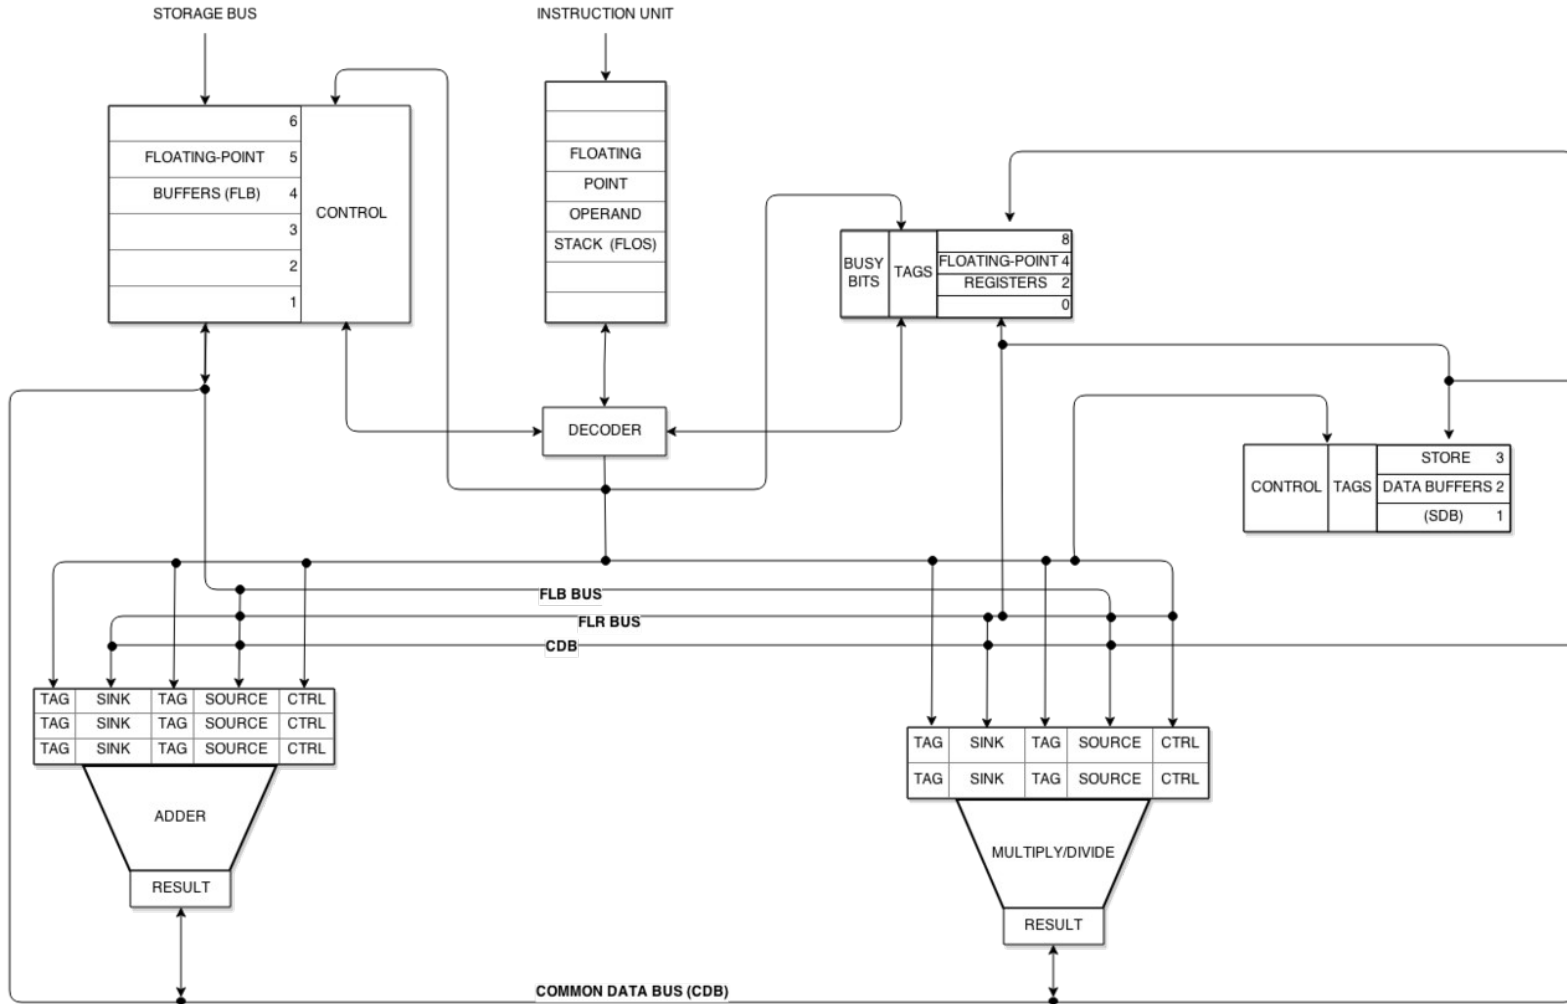 STORAGE BUS
INSTRUCTION UNIT
6
FLOATING-POINT 5
BUFFERS (FLB) 4
3
2
1
CONTROL
FLOATING
POINT
OPERAND
STACK (FLOS)
BUSY
BITS
TAGS
8
FLOATING-POINT 4
REGISTERS 2
0
DECODER
CONTROL
TAGS
STORE 3
DATA BUFFERS 2
(SDB) 1
FLB BUS
FLR BUS
CDB
TAG SINK TAG SOURCE CTRL
TAG SINK TAG SOURCE CTRL
TAG SINK TAG SOURCE CTRL
ADDER
RESULT
TAG SINK TAG SOURCE CTRL
TAG SINK TAG SOURCE CTRL
MULTIPLY/DIVIDE
RESULT
COMMON DATA BUS (CDB)